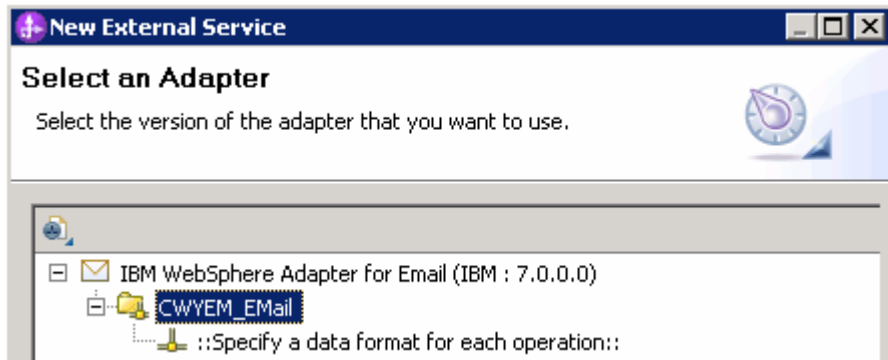 New External Service
Select an Adapter
Select the version of the adapter that you want to use.
IBM WebSphere Adapter for Email (IBM : 7.0.0.0)
CWYEM_EMail
::Specify a data format for each operation::